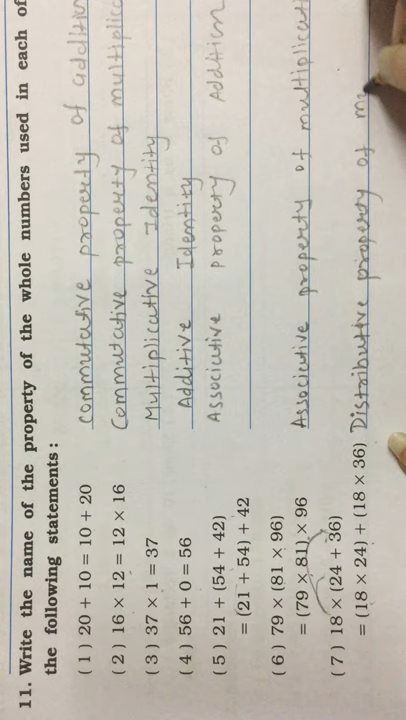 11. Write the name of the property of the whole numbers used in each of
the following statements :
(1) 20 + 10 = 10 + 20 commutative property of addition
(2) 16 × 12 = 12 × 16 Commutative property of multiplic
(3) 37 × 1 = 37 Multiplicative Identity
(4) 56 + 0 = 56 Additive Identity
(5) 21 + (54 + 42) Associative property of Addition
= (21 + 54) + 42
(6) 79 × (81 × 96)
= (79 × 81) × 96 Associative property of multiplicati
(7) 18 × (24 + 36)
= (18 × 24) + (18 × 36) Distributive property of m